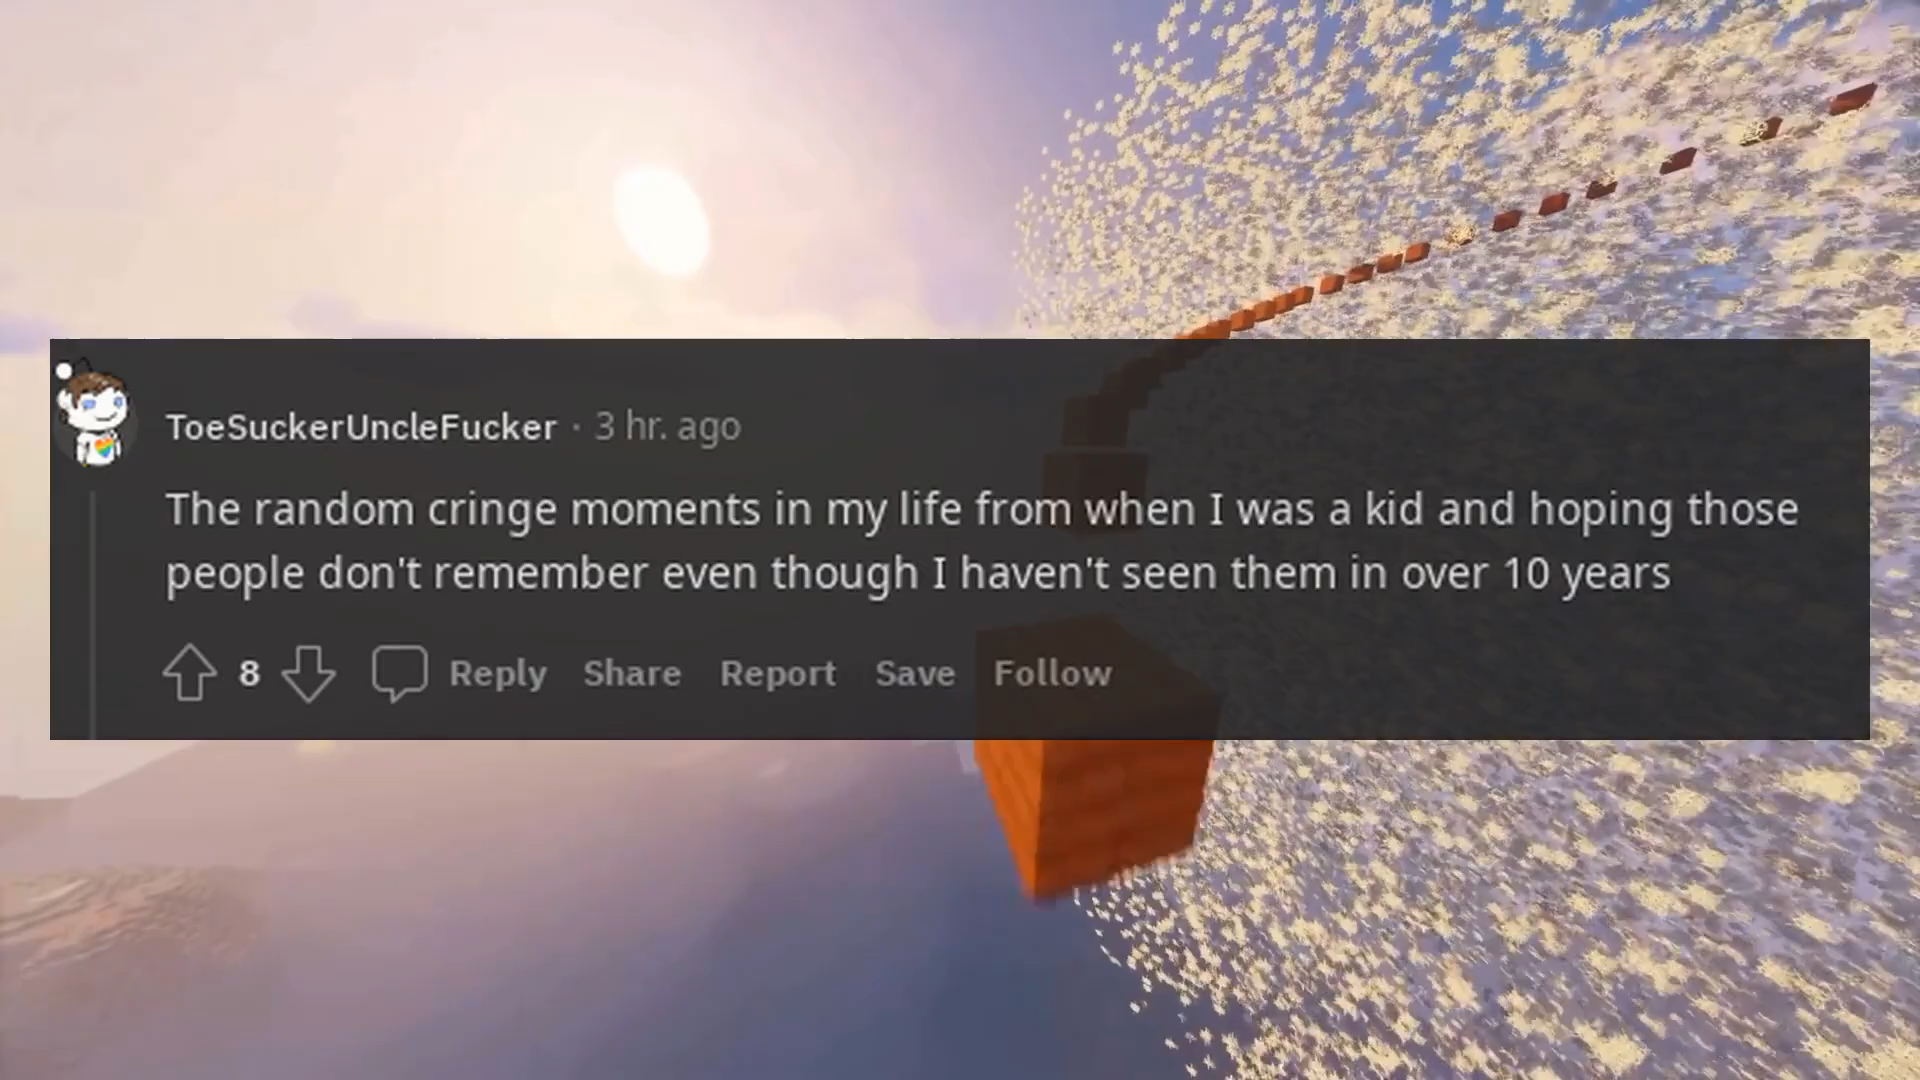 ToeSuckerUncleFucker · 3 hr. ago
The random cringe moments in my life from when I was a kid and hoping those
people don't remember even though I haven't seen them in over 10 years
8 Reply Share Report Save Follow